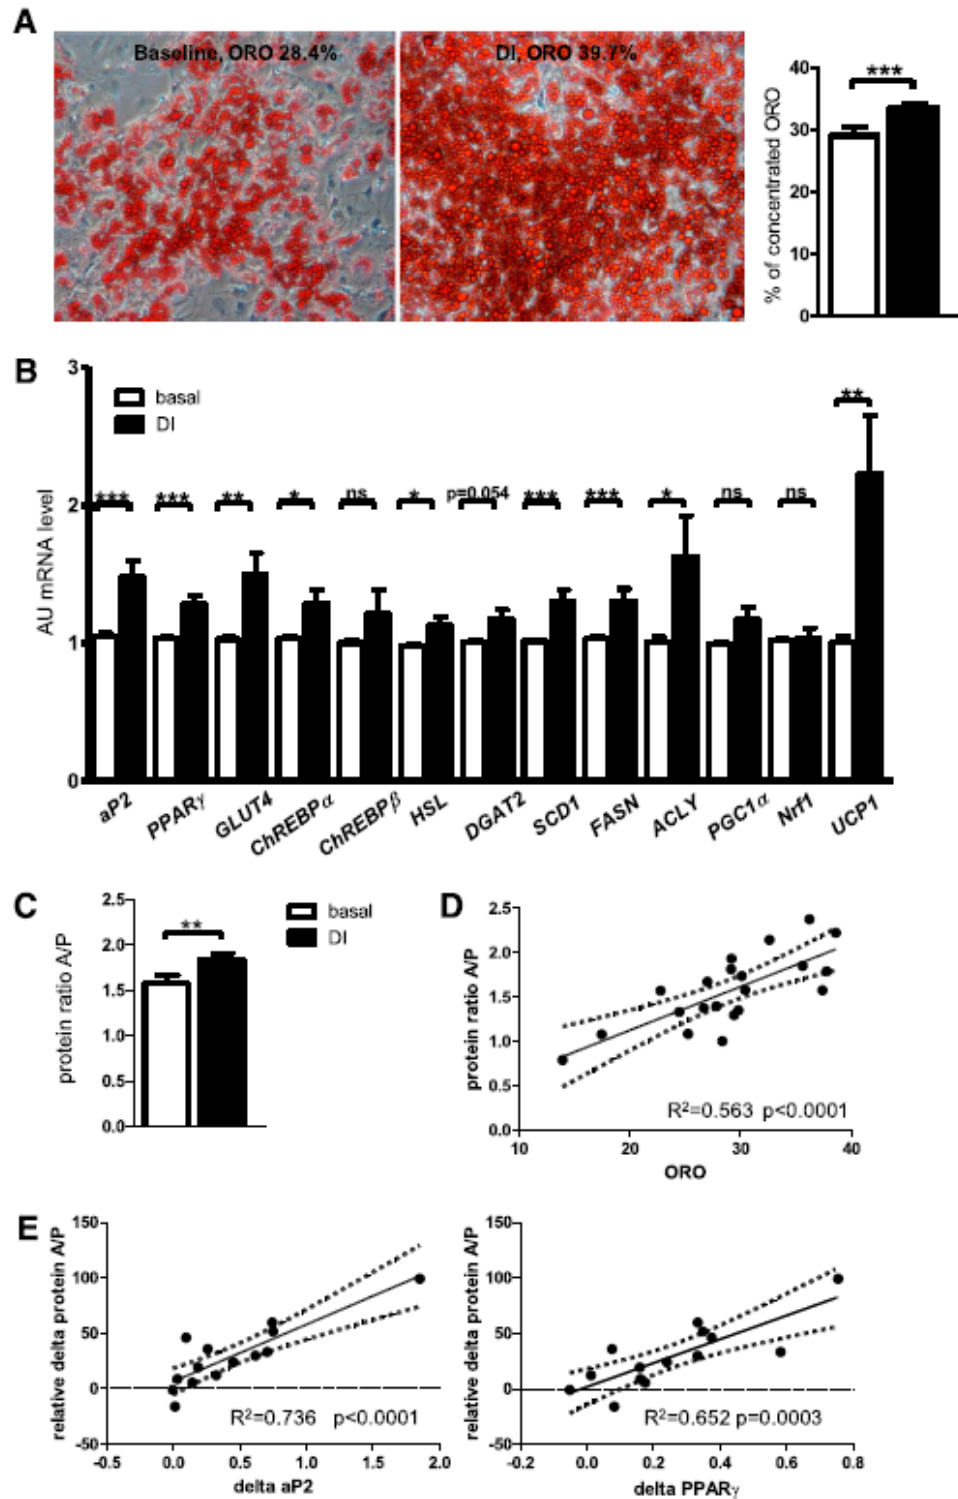 A
Baseline, ORO 28.4%
DI, ORO 39.7%
% of concentrated ORO
40
30
20
10
0
***
B
AU mRNA level
3
2
1
0
basal
DI
*** *** ** * ns * p=0.054 *** *** * ns ns **
aP2 PPARγ GLUT4 ChREBPα ChREBPβ HSL DGAT2 SCD1 FASN ACLY PGC1α Nrf1 UCP1
C
protein ratio A/P
2.5
2.0
1.5
1.0
0.5
0.0
**
basal
DI
D
protein ratio A/P
2.5
2.0
1.5
1.0
0.5
0.0
R²=0.563 p<0.0001
10 20 30 40
ORO
E
relative delta protein A/P
150
100
50
0
-50
R²=0.736 p<0.0001
-0.5 0.0 0.5 1.0 1.5 2.0
delta aP2
relative delta protein A/P
150
100
50
0
-50
R²=0.652 p=0.0003
-0.2 0.0 0.2 0.4 0.6 0.8
delta PPARγ